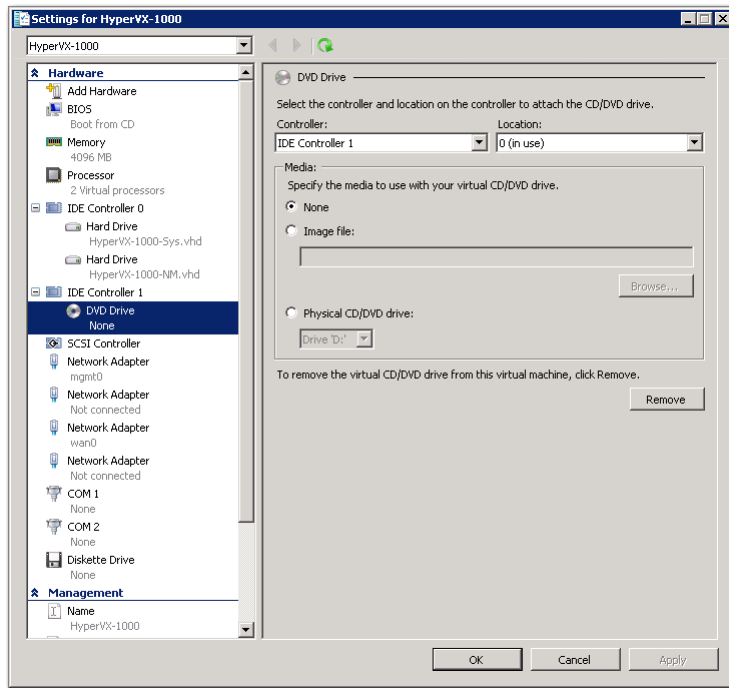 Settings for HyperVX-1000
HyperVX-1000
Hardware
Add Hardware
BIOS
Boot from CD
Memory
4096 MB
Processor
2 Virtual processors
IDE Controller 0
Hard Drive
HyperVX-1000-Sys.vhd
Hard Drive
HyperVX-1000-NM.vhd
IDE Controller 1
DVD Drive
None
SCSI Controller
Network Adapter
mgmt0
Network Adapter
Not connected
Network Adapter
wan0
Network Adapter
Not connected
COM 1
None
COM 2
None
Diskette Drive
None
Management
Name
HyperVX-1000
DVD Drive
Select the controller and location on the controller to attach the CD/DVD drive.
Controller: Location:
IDE Controller 1 0 (in use)
Media:
Specify the media to use with your virtual CD/DVD drive.
None
Image file:
Browse...
Physical CD/DVD drive:
Drive 'D:'
To remove the virtual CD/DVD drive from this virtual machine, click Remove.
Remove
OK Cancel Apply